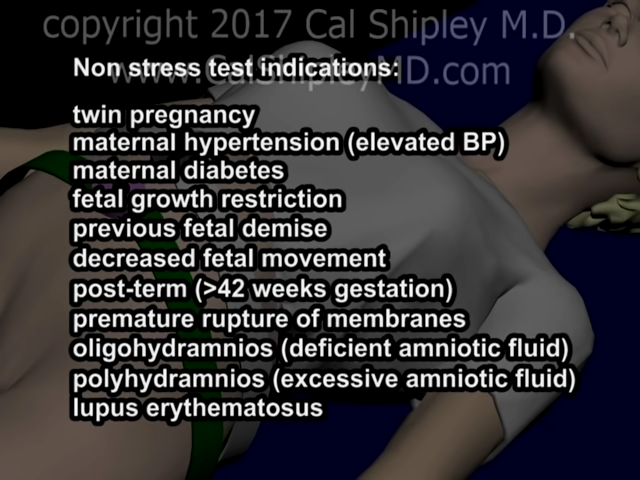 copyright 2017 Cal Shipley M.D.
www.CalShipleyMD.com
Non stress test indications:
twin pregnancy
maternal hypertension (elevated BP)
maternal diabetes
fetal growth restriction
previous fetal demise
decreased fetal movement
post-term (>42 weeks gestation)
premature rupture of membranes
oligohydramnios (deficient amniotic fluid)
polyhydramnios (excessive amniotic fluid)
lupus erythematosus